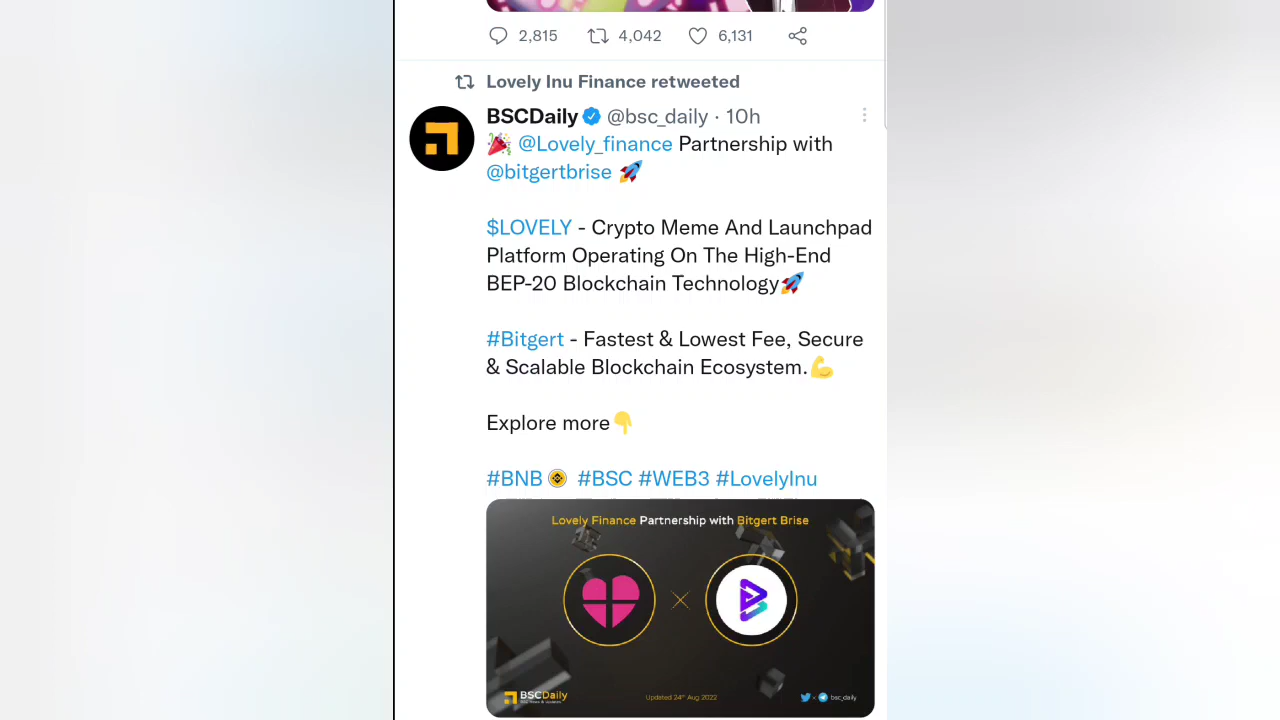 2,815 4,042 6,131
Lovely Inu Finance retweeted
BSCDaily @bsc_daily · 10h
🎉 @Lovely_finance Partnership with
@bitgertbrise 🚀
$LOVELY - Crypto Meme And Launchpad
Platform Operating On The High-End
BEP-20 Blockchain Technology🚀
#Bitgert - Fastest & Lowest Fee, Secure
& Scalable Blockchain Ecosystem.💪
Explore more👇
#BNB #BSC #WEB3 #LovelyInu
Lovely Finance Partnership with Bitgert Brise
BSCDaily
BSC News & Updates
Updated 24th Aug 2022
bsc_daily